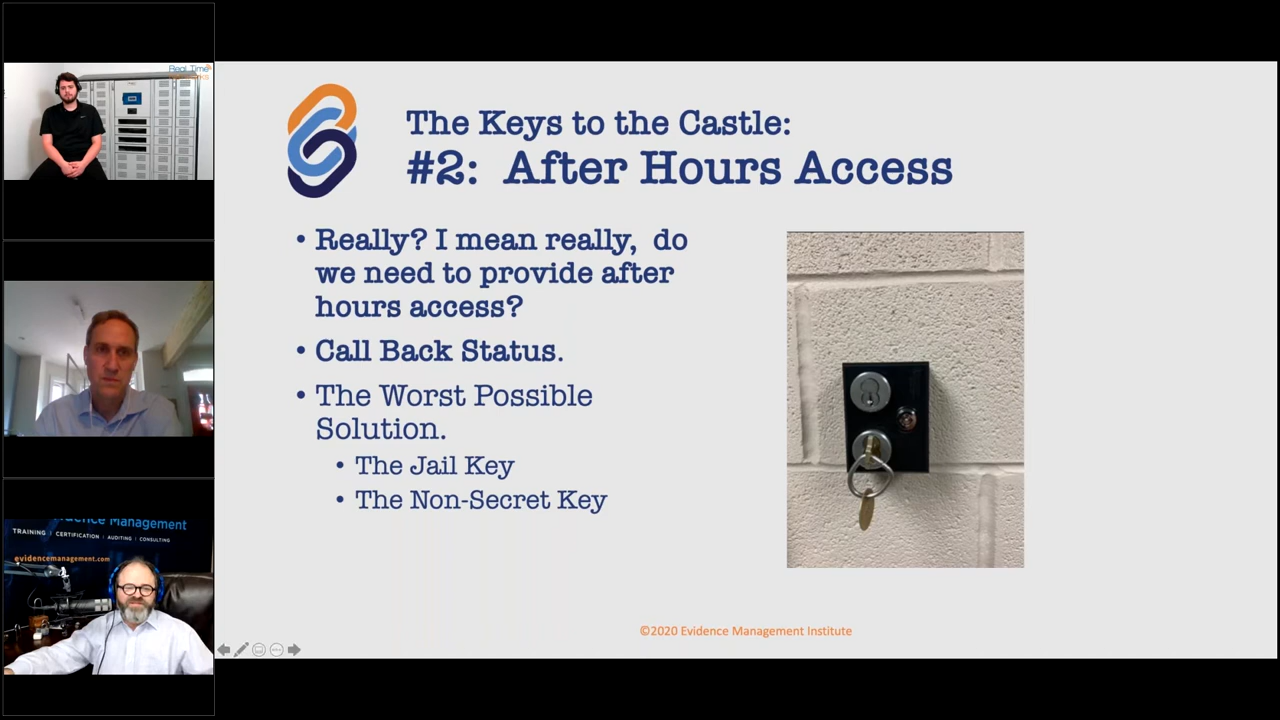 Real Time
The Keys to the Castle:
#2: After Hours Access
• Really? I mean really, do
we need to provide after
hours access?
• Call Back Status.
• The Worst Possible
Solution.
• The Jail Key
• The Non-Secret Key
©2020 Evidence Management Institute
Evidence Management
TRAINING | CERTIFICATION | AUDITING | CONSULTING
evidencemanagement.com